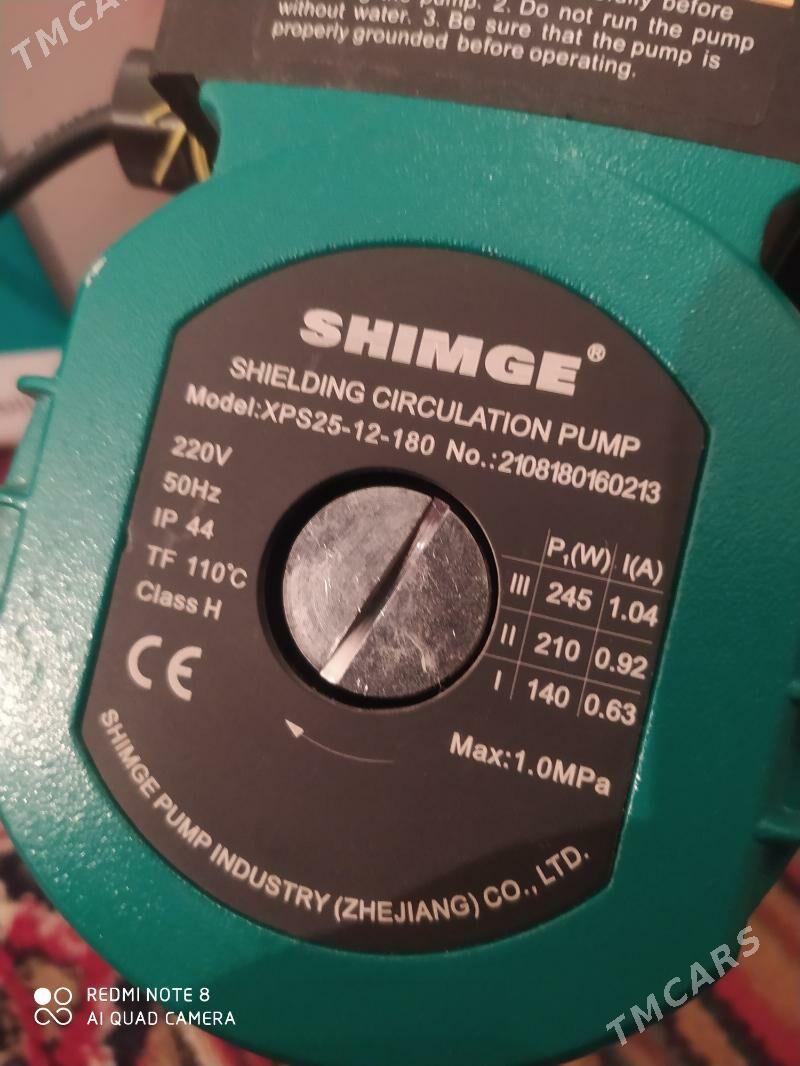 TMCARS
before
the pump. 2. Do not run the pump
without water. 3. Be sure that the pump is
properly grounded before operating.
SHIMGE®
SHIELDING CIRCULATION PUMP
Model:XPS25-12-180 No.:2108180160213
220V
50Hz
IP 44
TF 110℃
Class H
CE
P₁(W) I(A)
III 245 1.04
II 210 0.92
I 140 0.63
Max:1.0MPa
SHIMGE PUMP INDUSTRY (ZHEJIANG) CO., LTD.
REDMI NOTE 8
AI QUAD CAMERA
TMCARS